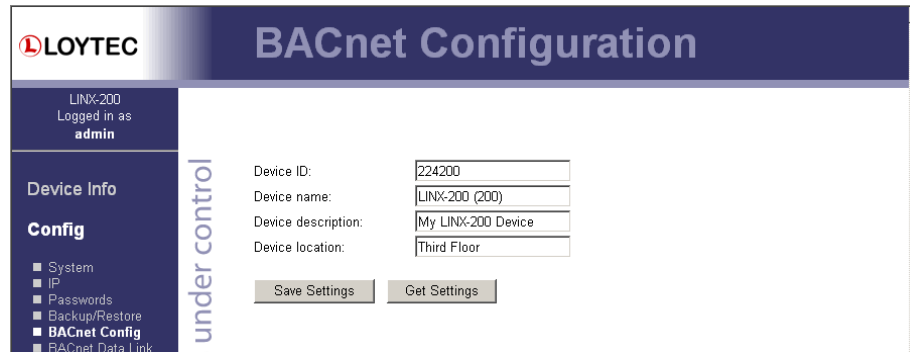 LOYTEC
BACnet Configuration
LINX-200
Logged in as
admin
Device Info
Config
System
IP
Passwords
Backup/Restore
BACnet Config
BACnet Data Link
under control
Device ID: 224200
Device name: LINX-200 (200)
Device description: My LINX-200 Device
Device location: Third Floor
Save Settings Get Settings